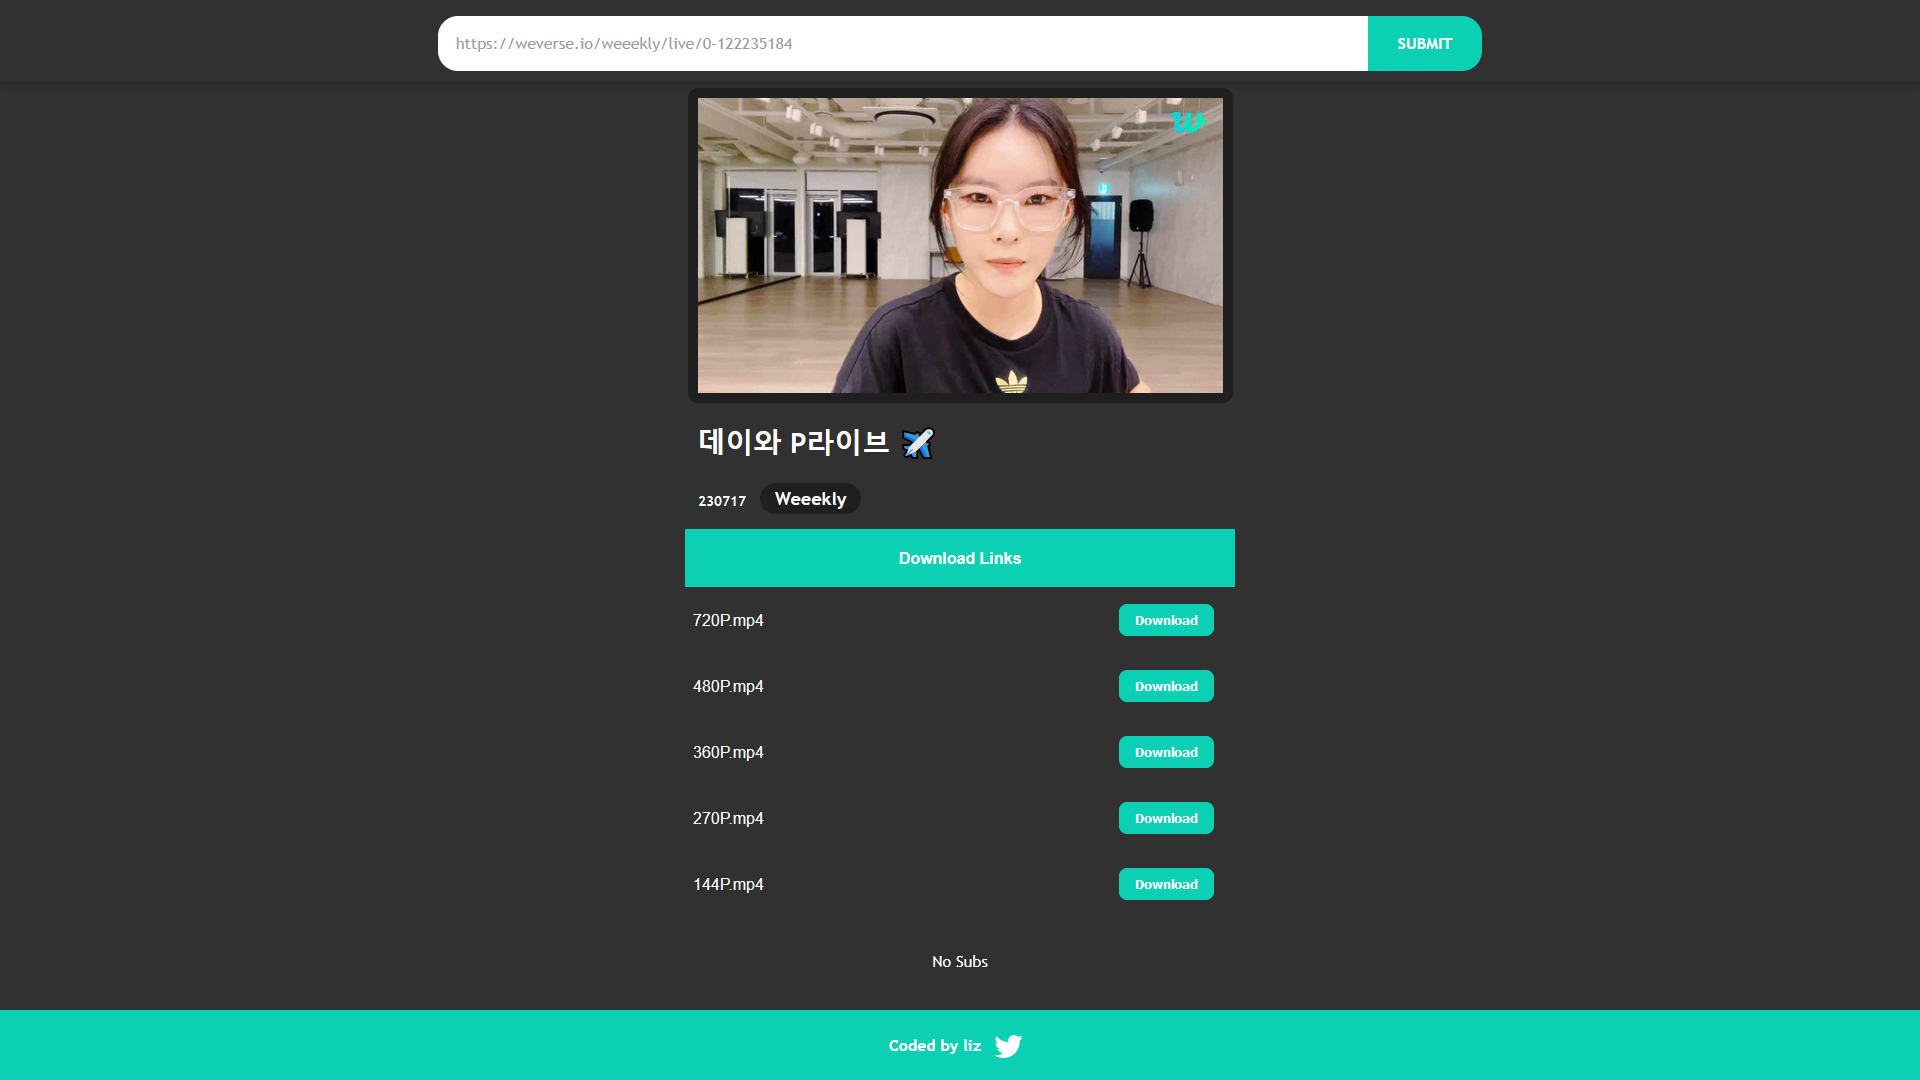 https://weverse.io/weeekly/live/0-122235184
SUBMIT
데이와 P라이브 ✈️
230717
Weeekly
Download Links
720P.mp4
Download
480P.mp4
Download
360P.mp4
Download
270P.mp4
Download
144P.mp4
Download
No Subs
Coded by liz